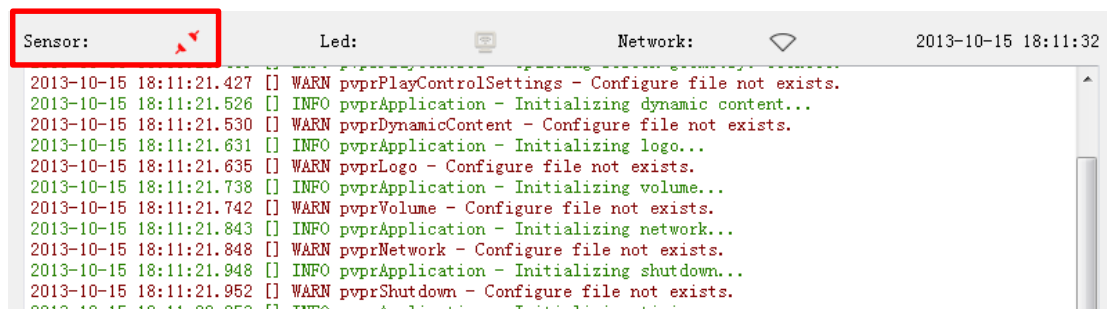 Sensor: Led: Network: 2013-10-15 18:11:32
2013-10-15 18:11:21.427 [] WARN pvprPlayControlSettings - Configure file not exists.
2013-10-15 18:11:21.526 [] INFO pvprApplication - Initializing dynamic content...
2013-10-15 18:11:21.530 [] WARN pvprDynamicContent - Configure file not exists.
2013-10-15 18:11:21.631 [] INFO pvprApplication - Initializing logo...
2013-10-15 18:11:21.635 [] WARN pvprLogo - Configure file not exists.
2013-10-15 18:11:21.738 [] INFO pvprApplication - Initializing volume...
2013-10-15 18:11:21.742 [] WARN pvprVolume - Configure file not exists.
2013-10-15 18:11:21.843 [] INFO pvprApplication - Initializing network...
2013-10-15 18:11:21.848 [] WARN pvprNetwork - Configure file not exists.
2013-10-15 18:11:21.948 [] INFO pvprApplication - Initializing shutdown...
2013-10-15 18:11:21.952 [] WARN pvprShutdown - Configure file not exists.